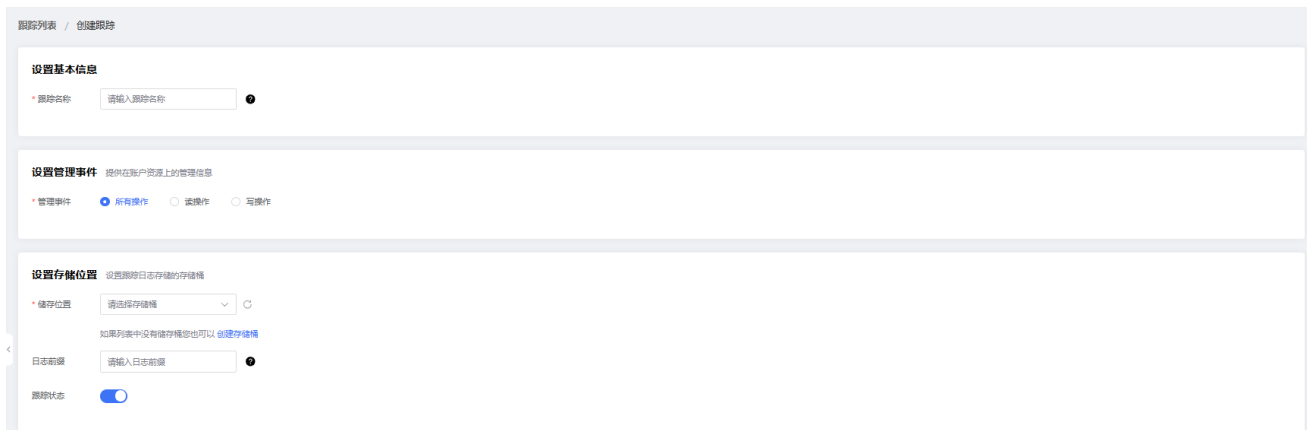 跟踪列表 / 创建跟踪
设置基本信息
* 跟踪名称 请输入跟踪名称
设置管理事件 提供在账户资源上的管理信息
* 管理事件 所有操作 读操作 写操作
设置存储位置 设置跟踪日志存储的存储桶
* 储存位置 请选择存储桶
如果列表中没有储存桶您也可以 创建存储桶
日志前缀 请输入日志前缀
跟踪状态